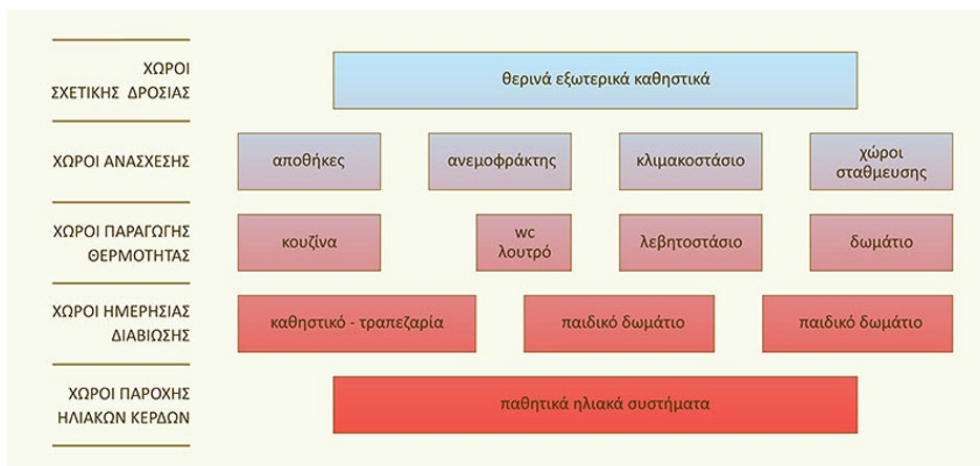 ΧΩΡΟΙ
ΣΧΕΤΙΚΗΣ ΔΡΟΣΙΑΣ
θερινά εξωτερικά καθηστικά
ΧΩΡΟΙ ΑΝΑΣΧΕΣΗΣ
αποθήκες
ανεμοφράκτης
κλιμακοστάσιο
χώροι
σταθμευσης
ΧΩΡΟΙ ΠΑΡΑΓΩΓΗΣ
ΘΕΡΜΟΤΗΤΑΣ
κουζίνα
wc
λουτρό
λεβητοστάσιο
δωμάτιο
ΧΩΡΟΙ ΗΜΕΡΗΣΙΑΣ
ΔΙΑΒΙΩΣΗΣ
καθηστικό - τραπεζαρία
παιδικό δωμάτιο
παιδικό δωμάτιο
ΧΩΡΟΙ ΠΑΡΟΧΗΣ
ΗΛΙΑΚΩΝ ΚΕΡΔΩΝ
παθητικά ηλιακά συστήματα